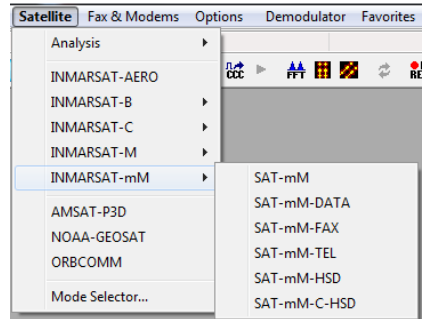 Satellite Fax & Modems Options Demodulator Favorites
Analysis
CCC FFT
INMARSAT-AERO
INMARSAT-B
INMARSAT-C
INMARSAT-M
INMARSAT-mM
SAT-mM
SAT-mM-DATA
SAT-mM-FAX
SAT-mM-TEL
SAT-mM-HSD
SAT-mM-C-HSD
AMSAT-P3D
NOAA-GEOSAT
ORBCOMM
Mode Selector...